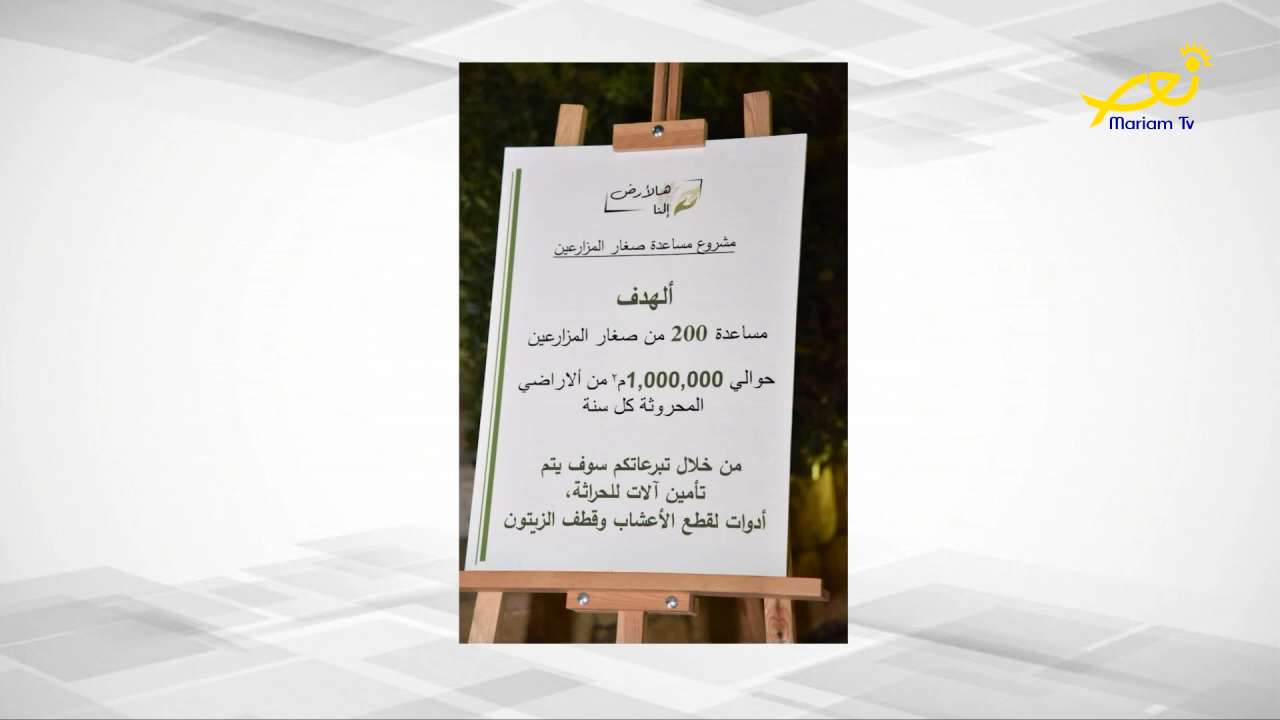 نعم
Mariam Tv
هالأرض
إلنا
مشروع مساعدة صغار المزارعين
ألهدف
مساعدة 200 من صغار المزارعين
حوالي 1,000,000م² من ألاراضي
المحروثة كل سنة
من خلال تبرعاتكم سوف يتم
تأمين آلات للحراثة،
أدوات لقطع الأعشاب وقطف الزيتون